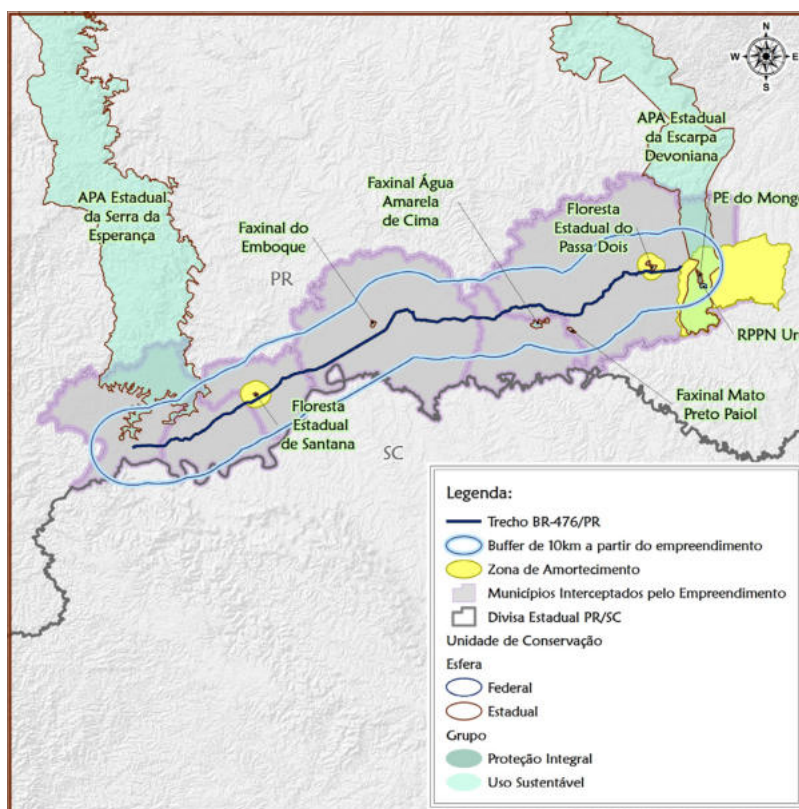 N
W
E
S
APA Estadual
da Escarpa
Devoniana
APA Estadual
da Serra da
Esperança
Faxinal Água
Amarela
de Cima
Floresta
Estadual do
Passa Dois
PE do Monge
Faxinal do
Emboque
PR
RPPN Uru
Faxinal Mato
Preto Paiol
Floresta
Estadual
de Santana
SC
Legenda:
Trecho BR-476/PR
Buffer de 10km a partir do empreendimento
Zona de Amortecimento
Municípios Interceptados pelo Empreendimento
Divisa Estadual PR/SC
Unidade de Conservação
Esfera
Federal
Estadual
Grupo
Proteção Integral
Uso Sustentável